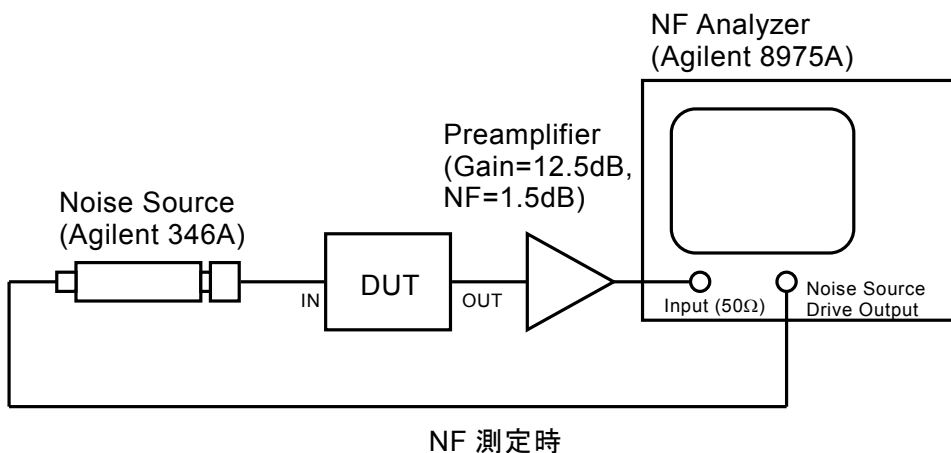 NF Analyzer
(Agilent 8975A)
Preamplifier
(Gain=12.5dB,
NF=1.5dB)
Noise Source
(Agilent 346A)
IN
DUT
OUT
Input (50Ω)
Noise Source
Drive Output
NF 測定時